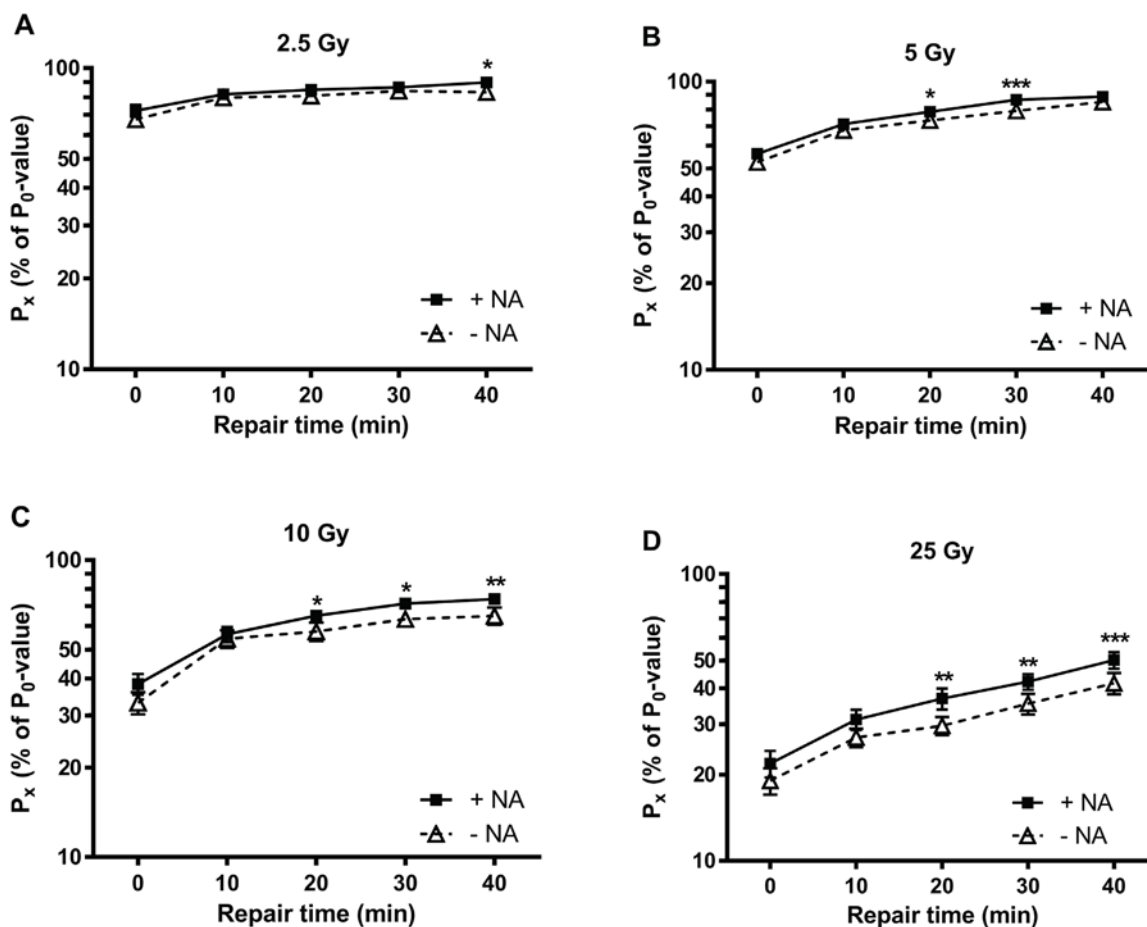 A
2.5 Gy
100
50
40
30
20
10
*
Px (% of P0-value)
+ NA
- NA
0 10 20 30 40
Repair time (min)
B
5 Gy
100
50
40
30
20
10
* ***
Px (% of P0-value)
+ NA
- NA
0 10 20 30 40
Repair time (min)
C
10 Gy
100
50
40
30
20
10
* * **
Px (% of P0-value)
+ NA
- NA
0 10 20 30 40
Repair time (min)
D
25 Gy
100
50
40
30
20
10
** ** ***
Px (% of P0-value)
+ NA
- NA
0 10 20 30 40
Repair time (min)